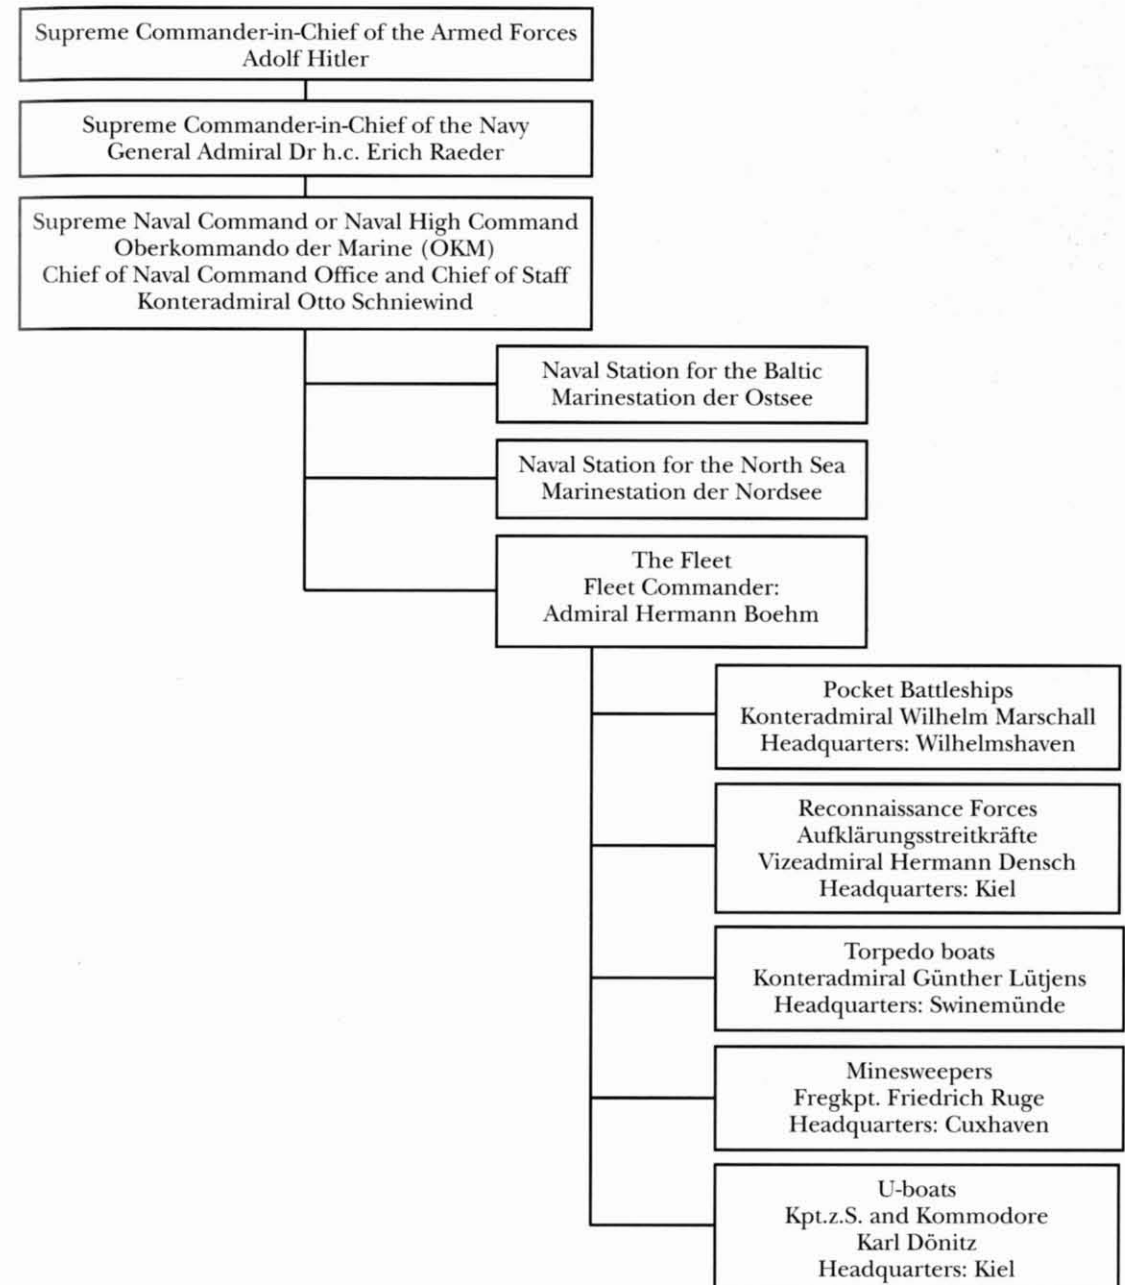 Supreme Commander-in-Chief of the Armed Forces
Adolf Hitler
Supreme Commander-in-Chief of the Navy
General Admiral Dr h.c. Erich Raeder
Supreme Naval Command or Naval High Command
Oberkommando der Marine (OKM)
Chief of Naval Command Office and Chief of Staff
Konteradmiral Otto Schniewind
Naval Station for the Baltic
Marinestation der Ostsee
Naval Station for the North Sea
Marinestation der Nordsee
The Fleet
Fleet Commander:
Admiral Hermann Boehm
Pocket Battleships
Konteradmiral Wilhelm Marschall
Headquarters: Wilhelmshaven
Reconnaissance Forces
Aufklärungsstreitkräfte
Vizeadmiral Hermann Densch
Headquarters: Kiel
Torpedo boats
Konteradmiral Günther Lütjens
Headquarters: Swinemünde
Minesweepers
Fregkpt. Friedrich Ruge
Headquarters: Cuxhaven
U-boats
Kpt.z.S. and Kommodore
Karl Dönitz
Headquarters: Kiel